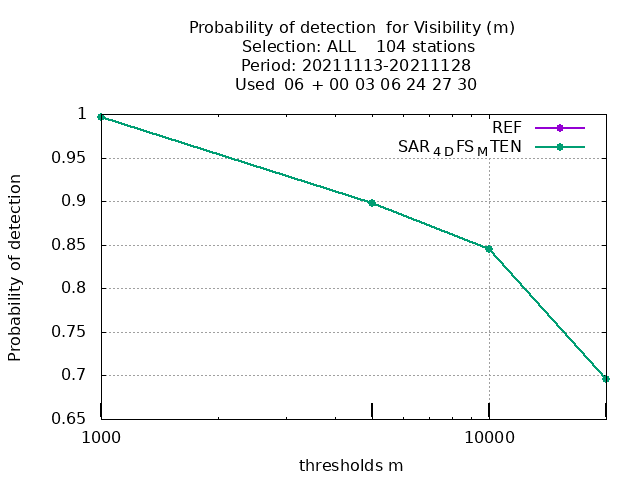 Probability of detection  for Visibility (m)
Selection: ALL    104 stations
Period: 20211113-20211128
Used  06 + 00 03 06 24 27 30
1
REF
SAR4DFSMTEN
0.95
0.9
0.85
0.8
0.75
0.7
0.65
Probability of detection
1000
10000
thresholds m